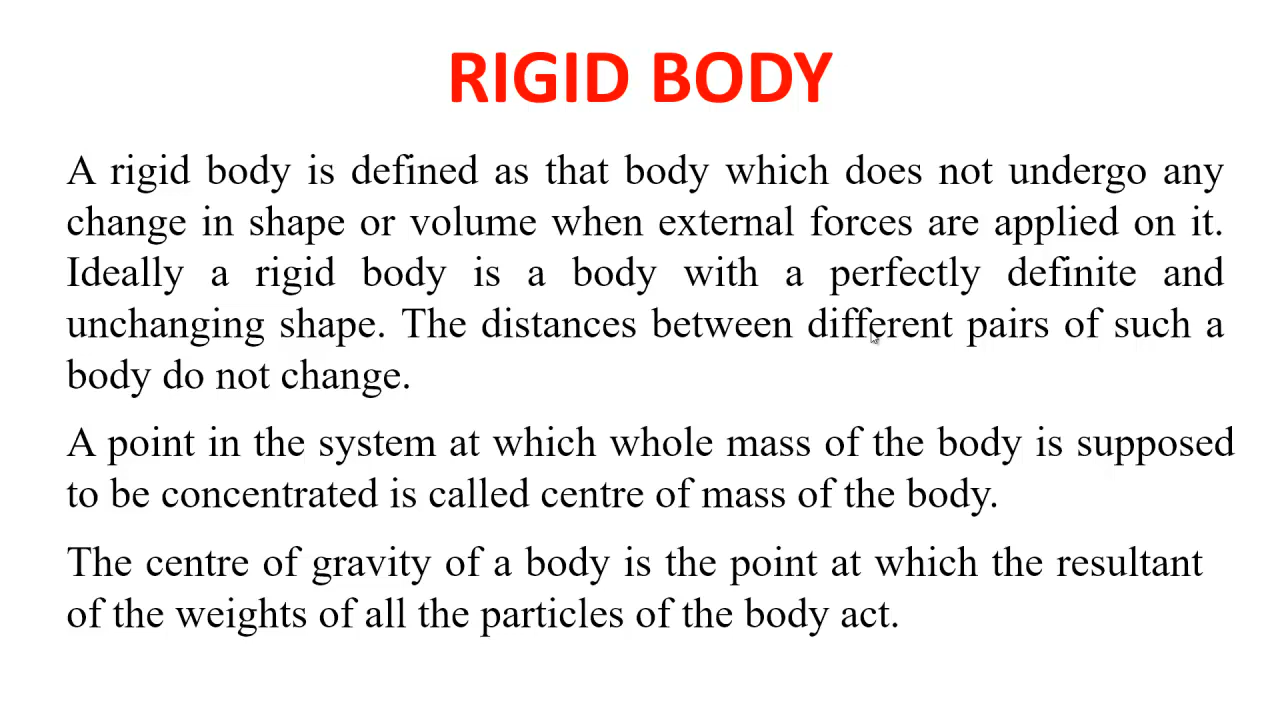 RIGID BODY
A rigid body is defined as that body which does not undergo any
change in shape or volume when external forces are applied on it.
Ideally a rigid body is a body with a perfectly definite and
unchanging shape. The distances between different pairs of such a
body do not change.
A point in the system at which whole mass of the body is supposed
to be concentrated is called centre of mass of the body.
The centre of gravity of a body is the point at which the resultant
of the weights of all the particles of the body act.